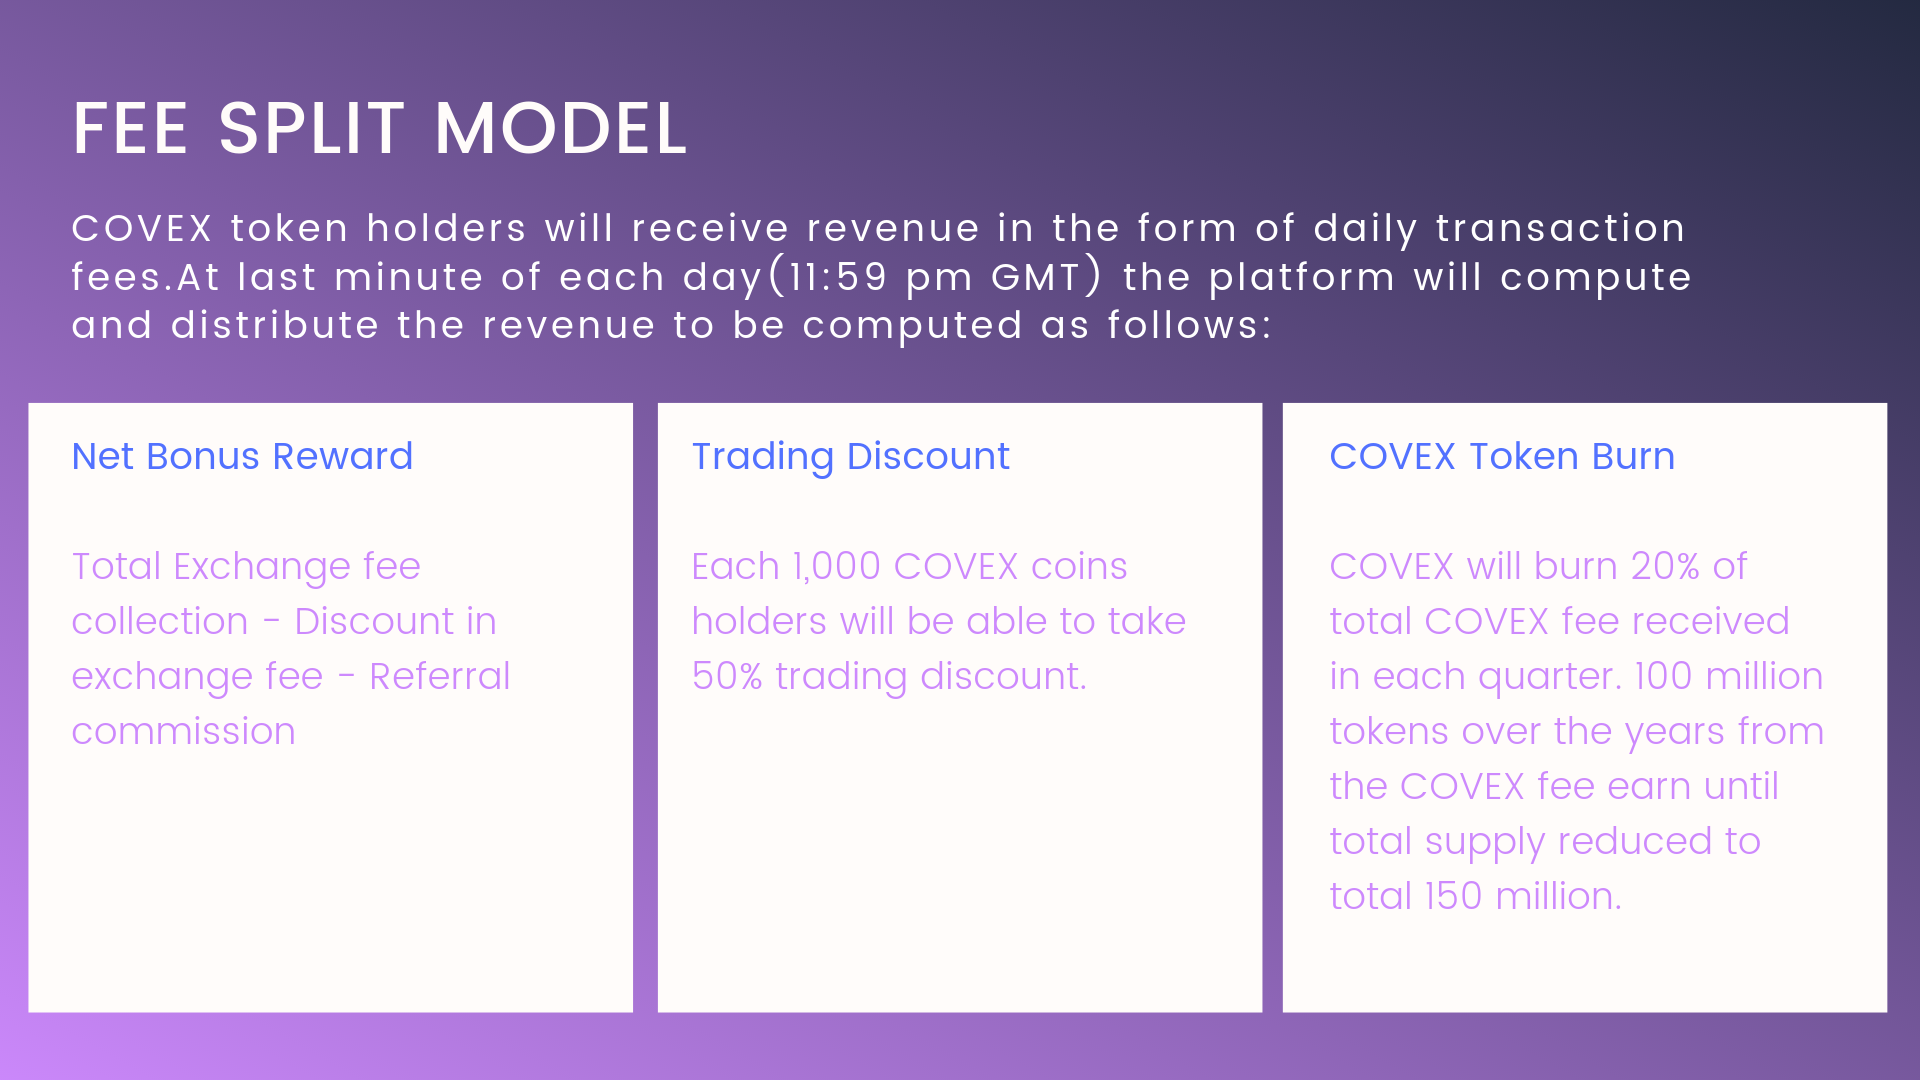 FEE SPLIT MODEL
COVEX token holders will receive revenue in the form of daily transaction
fees.At last minute of each day(11:59 pm GMT) the platform will compute
and distribute the revenue to be computed as follows:
Net Bonus Reward
Total Exchange fee
collection - Discount in
exchange fee - Referral
commission
Trading Discount
Each 1,000 COVEX coins
holders will be able to take
50% trading discount.
COVEX Token Burn
COVEX will burn 20% of
total COVEX fee received
in each quarter. 100 million
tokens over the years from
the COVEX fee earn until
total supply reduced to
total 150 million.